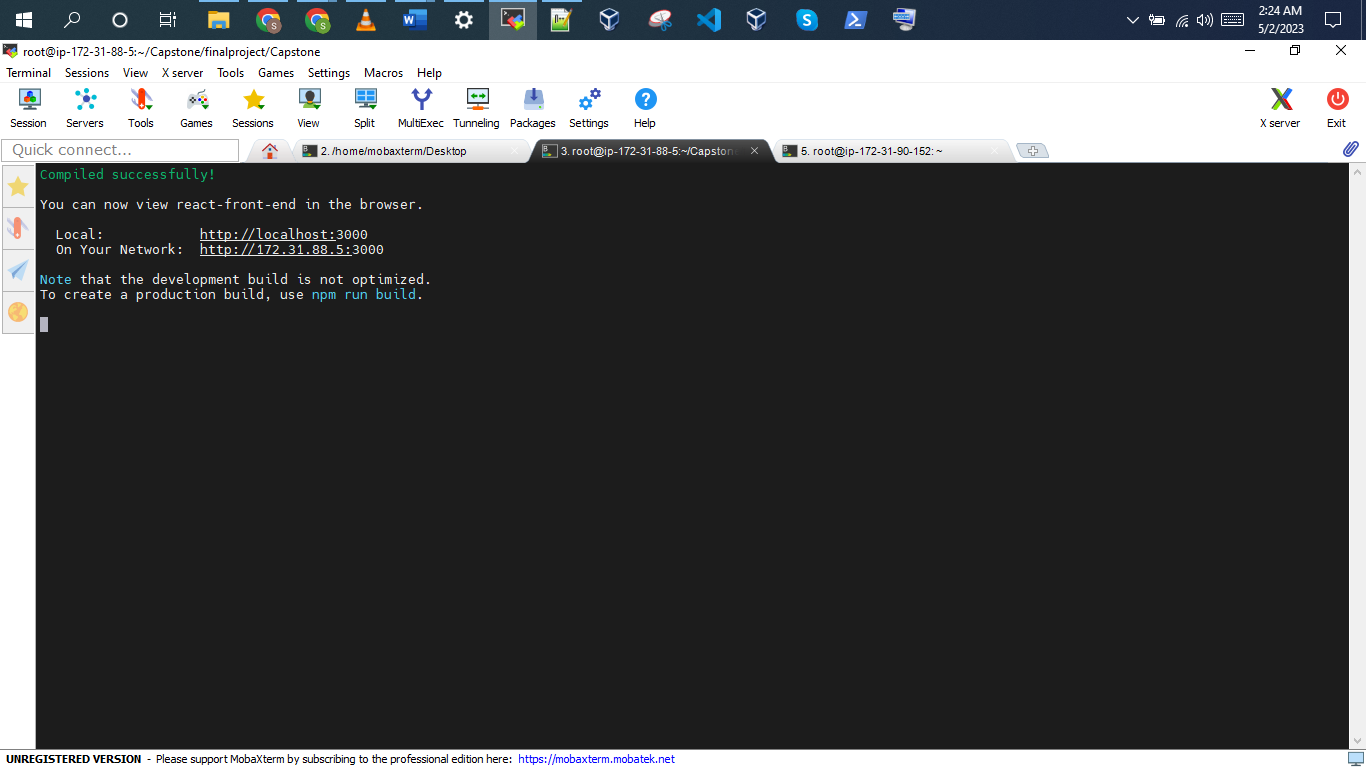 2:24 AM
5/2/2023
root@ip-172-31-88-5:~/Capstone/finalproject/Capstone
Terminal Sessions View X server Tools Games Settings Macros Help
Session Servers Tools Games Sessions View Split MultiExec Tunneling Packages Settings Help X server Exit
Quick connect... 2. /home/mobaxterm/Desktop 3. root@ip-172-31-88-5:~/Capstone 5. root@ip-172-31-90-152: ~
Compiled successfully!
You can now view react-front-end in the browser.
Local: http://localhost:3000
On Your Network: http://172.31.88.5:3000
Note that the development build is not optimized.
To create a production build, use npm run build.
UNREGISTERED VERSION - Please support MobaXterm by subscribing to the professional edition here: https://mobaxterm.mobatek.net